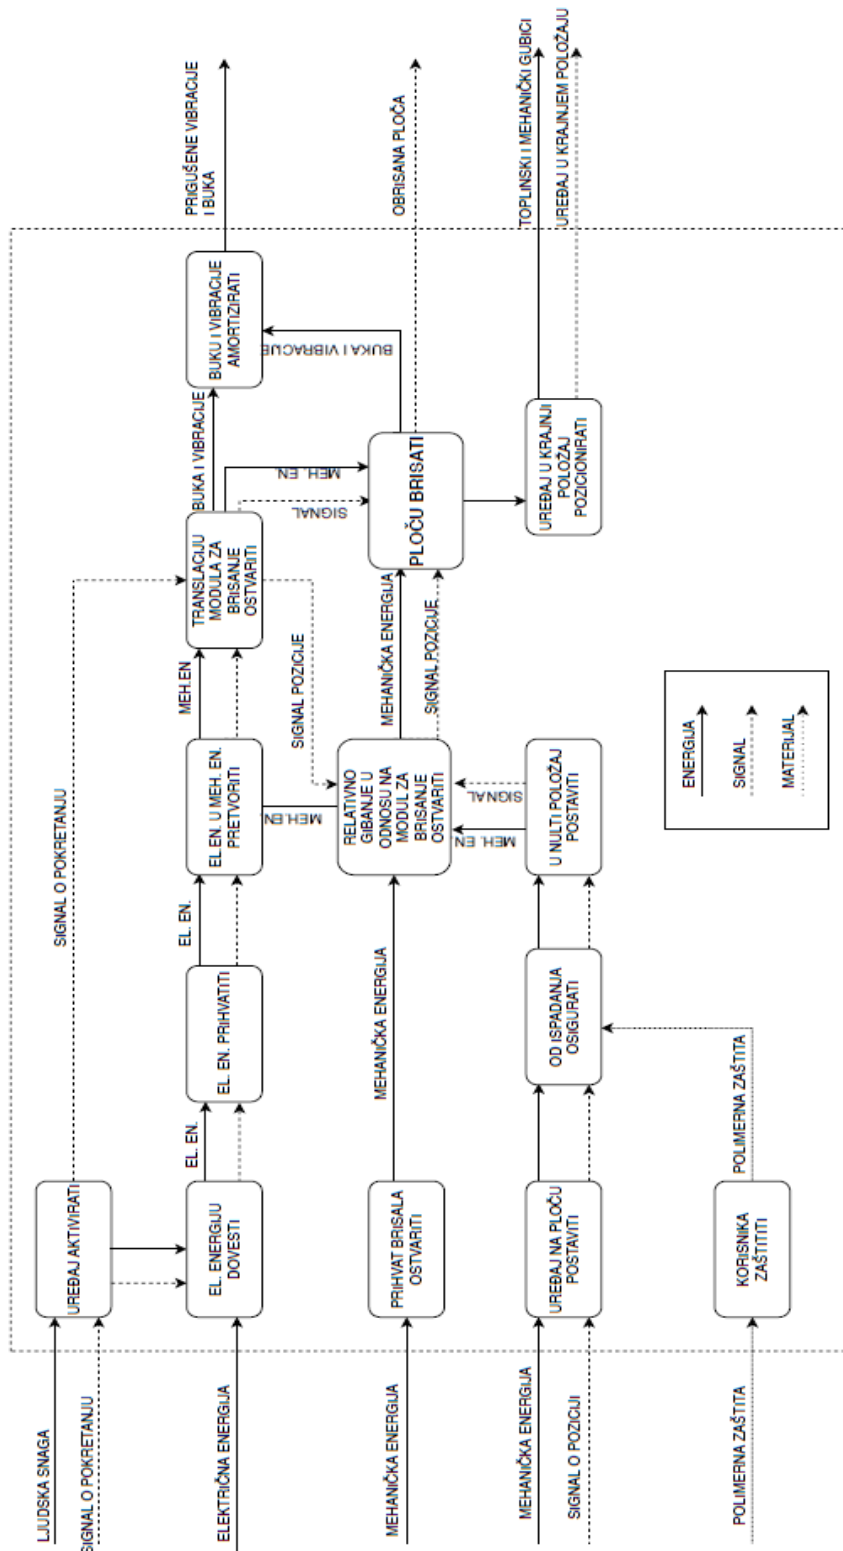 LJUDSKA SNAGA
SIGNAL O POKRETANJU
UREĐAJ AKTIVIRATI
SIGNAL O POKRETANJU
ELEKTRIČNA ENERGIJA
EL. ENERGIJU
DOVESTI
EL. EN.
EL. EN. PRIHVATITI
EL. EN.
EL.EN. U MEH. EN.
PRETVORITI
MEH.EN
TRANSLACIJU
MODULA ZA
BRISANJE
OSTVARITI
BUKA I VIBRACIJE
BUKU I VIBRACIJE
AMORTIZIRATI
PRIGUŠENE VIBRACIJE
I BUKA
MEH.EN.
SIGNAL POZICIJE
SIGNAL
MEH. EN.
BUKA I VIBRACIJE
MEHANIČKA ENERGIJA
PRIHVAT BRISALA
OSTVARITI
MEHANIČKA ENERGIJA
RELATIVNO
GIBANJE U
ODNOSU NA
MODUL ZA
BRISANJE
OSTVARITI
MEHANIČKA ENERGIJA
SIGNAL POZICIJE
PLOČU BRISATI
OBRISANA PLOČA
MEH. EN
SIGNAL
MEHANIČKA ENERGIJA
SIGNAL O POZICIJI
UREĐAJ NA PLOČU
POSTAVITI
OD ISPADANJA
OSIGURATI
U NULTI POLOŽAJ
POSTAVITI
UREĐAJ U KRAJNJI
POLOŽAJ
POZICIONIRATI
TOPLINSKI I MEHANIČKI GUBICI
UREĐAJ U KRAJNJEM POLOŽAJU
POLIMERNA ZAŠTITA
KORISNIKA
ZAŠTITITI
POLIMERNA ZAŠTITA
ENERGIJA
SIGNAL
MATERIJAL